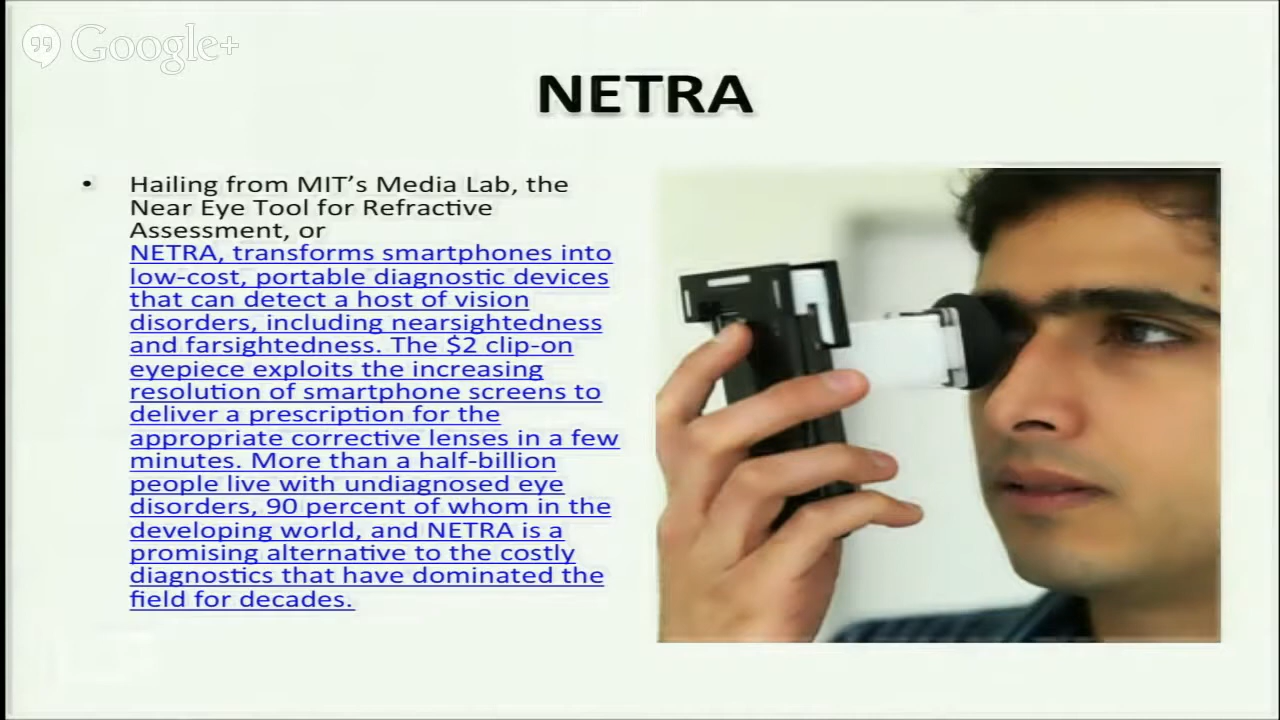 Google+
NETRA
• Hailing from MIT's Media Lab, the
Near Eye Tool for Refractive
Assessment, or
NETRA, transforms smartphones into
low-cost, portable diagnostic devices
that can detect a host of vision
disorders, including nearsightedness
and farsightedness. The $2 clip-on
eyepiece exploits the increasing
resolution of smartphone screens to
deliver a prescription for the
appropriate corrective lenses in a few
minutes. More than a half-billion
people live with undiagnosed eye
disorders, 90 percent of whom in the
developing world, and NETRA is a
promising alternative to the costly
diagnostics that have dominated the
field for decades.